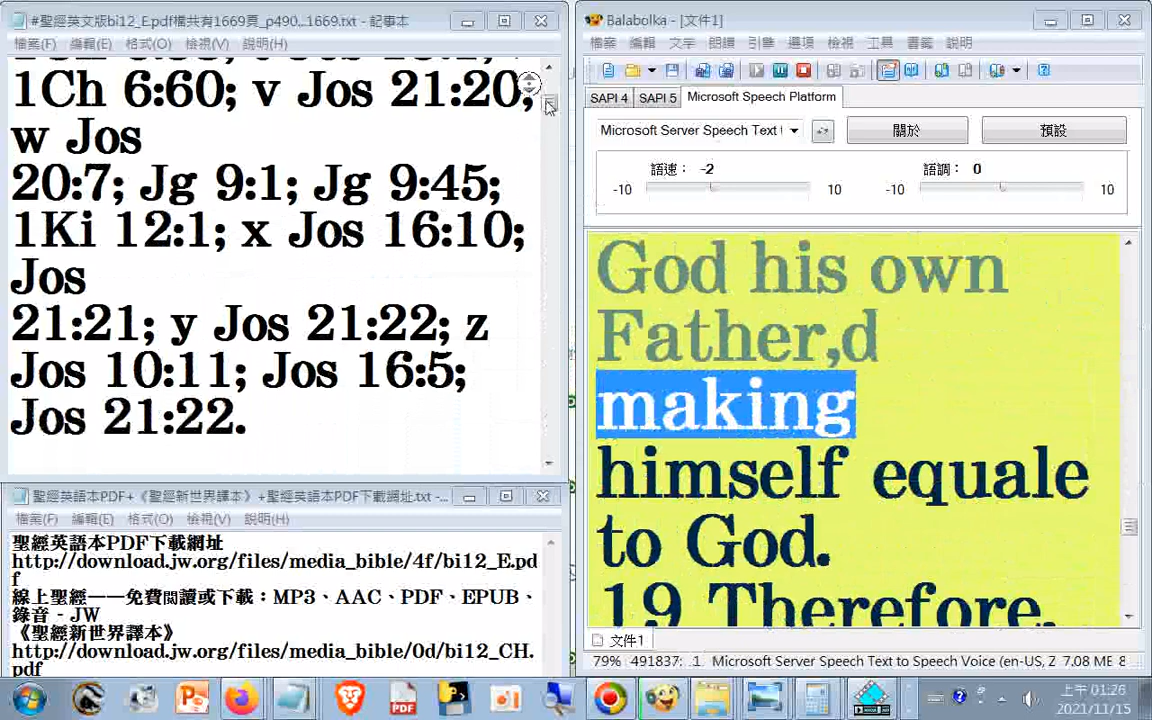 #聖經英文版bi12_E.pdf檔共有1669頁_p490,..1669.txt - 記事本
檔案(F) 編輯(E) 格式(O) 檢視(V) 說明(H)
1Ch 6:60; v Jos 21:20;
w Jos
20:7; Jg 9:1; Jg 9:45;
1Ki 12:1; x Jos 16:10;
Jos
21:21; y Jos 21:22; z
Jos 10:11; Jos 16:5;
Jos 21:22.
聖經英語本PDF+《聖經新世界譯本》+聖經英語本PDF下載網址.txt -...
檔案(F) 編輯(E) 格式(O) 檢視(V) 說明(H)
聖經英語本PDF下載網址
http://download.jw.org/files/media_bible/4f/bi12_E.pd
f
線上聖經——免費閱讀或下載：MP3、AAC、PDF、EPUB、
錄音 - JW
《聖經新世界譯本》
http://download.jw.org/files/media_bible/0d/bi12_CH.
pdf
Balabolka - [文件1]
檔案 編輯 文字 朗讀 引擎 選項 檢視 工具 書籤 說明
SAPI 4 SAPI 5 Microsoft Speech Platform
Microsoft Server Speech Text 關於 預設
語速： -2 語調： 0
-10 10 -10 10
God his own
Father,d
making
himself equale
to God.
19 Therefore,
文件1
79% 491837: 1 Microsoft Server Speech Text to Speech Voice (en-US, Z 7.08 MB 8
上午 01:26
2021/11/15